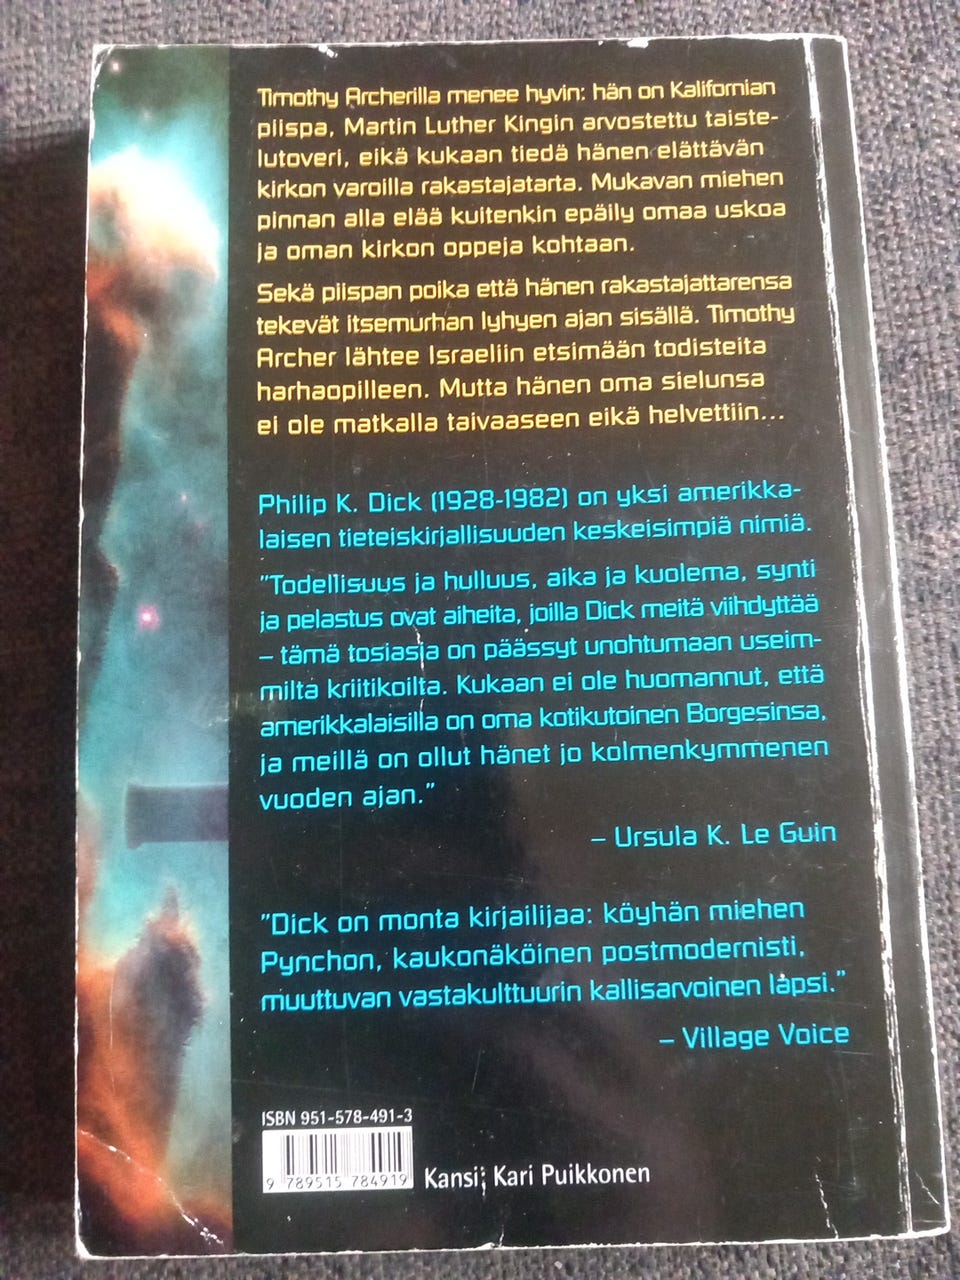 Timothy Archerilla menee hyvin: hän on Kalifornian
piispa, Martin Luther Kingin arvostettu taiste-
lutoveri, eikä kukaan tiedä hänen elättävän
kirkon varoilla rakastajatarta. Mukavan miehen
pinnan alla elää kuitenkin epäily omaa uskoa
ja oman kirkon oppeja kohtaan.
Sekä piispan poika että hänen rakastajattarensa
tekevät itsemurhan lyhyen ajan sisällä. Timothy
Archer lähtee Israeliin etsimään todisteita
harhaopilleen. Mutta hänen oma sielunsa
ei ole matkalla taivaaseen eikä helvettiin...
Philip K. Dick (1928-1982) on yksi amerikka-
laisen tieteiskirjallisuuden keskeisimpiä nimiä.
"Todellisuus ja hulluus, aika ja kuolema, synti
ja pelastus ovat aiheita, joilla Dick meitä viihdyttää
– tämä tosiasia on päässyt unohtumaan useim-
milta kriitikoilta. Kukaan ei ole huomannut, että
amerikkalaisilla on oma kotikutoinen Borgesinsa,
ja meillä on ollut hänet jo kolmenkymmenen
vuoden ajan."
– Ursula K. Le Guin
"Dick on monta kirjailijaa: köyhän miehen
Pynchon, kaukonäköinen postmodernisti,
muuttuvan vastakulttuurin kallisarvoinen lapsi."
– Village Voice
ISBN 951-578-491-3
9 789515 784919
Kansi: Kari Puikkonen